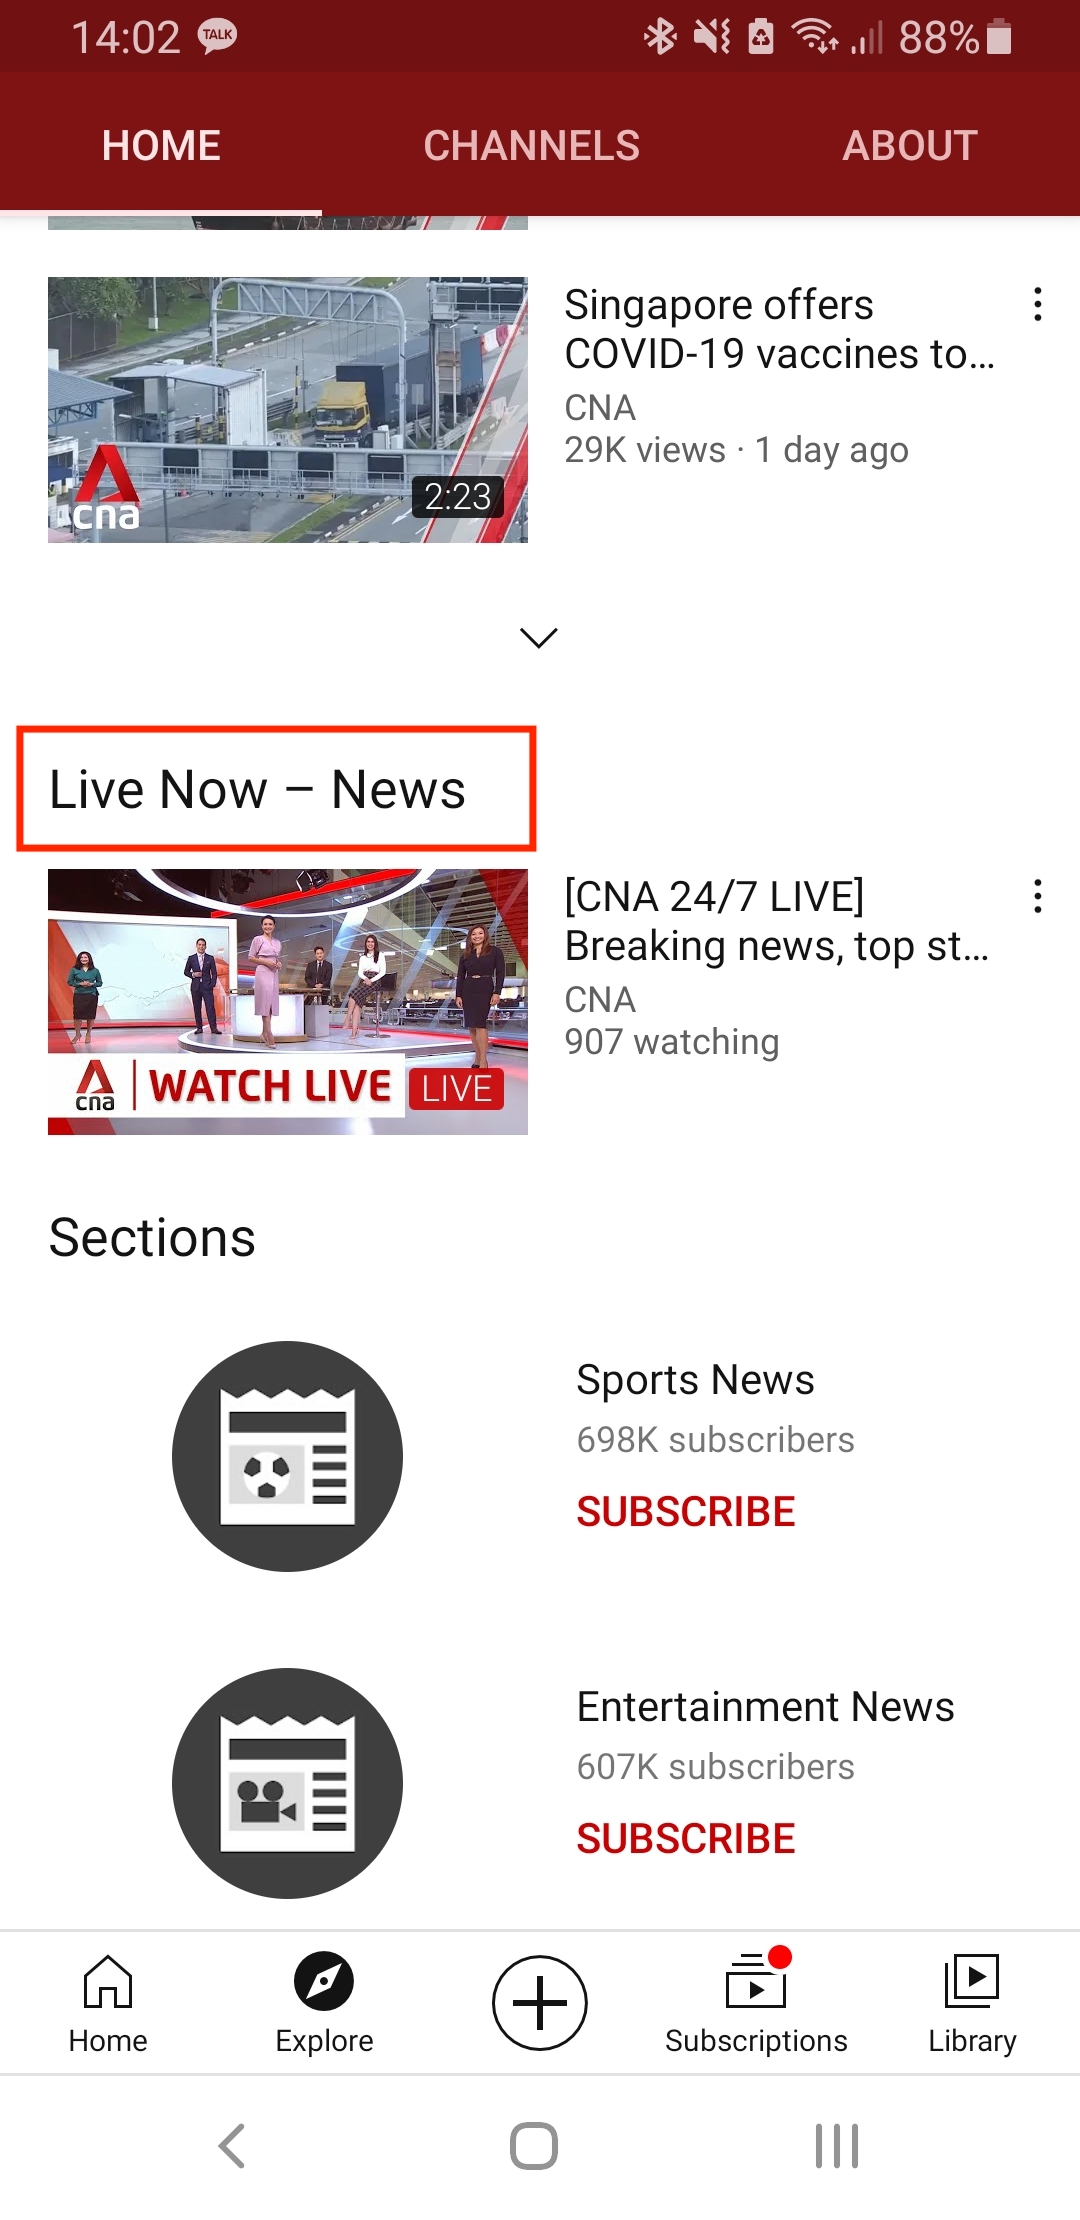 14:02 TALK 88%
HOME CHANNELS ABOUT
Singapore offers
COVID-19 vaccines to...
CNA
29K views · 1 day ago
cna
2:23
Live Now – News
[CNA 24/7 LIVE]
Breaking news, top st...
CNA
907 watching
cna WATCH LIVE LIVE
Sections
Sports News
698K subscribers
SUBSCRIBE
Entertainment News
607K subscribers
SUBSCRIBE
Home Explore Subscriptions Library